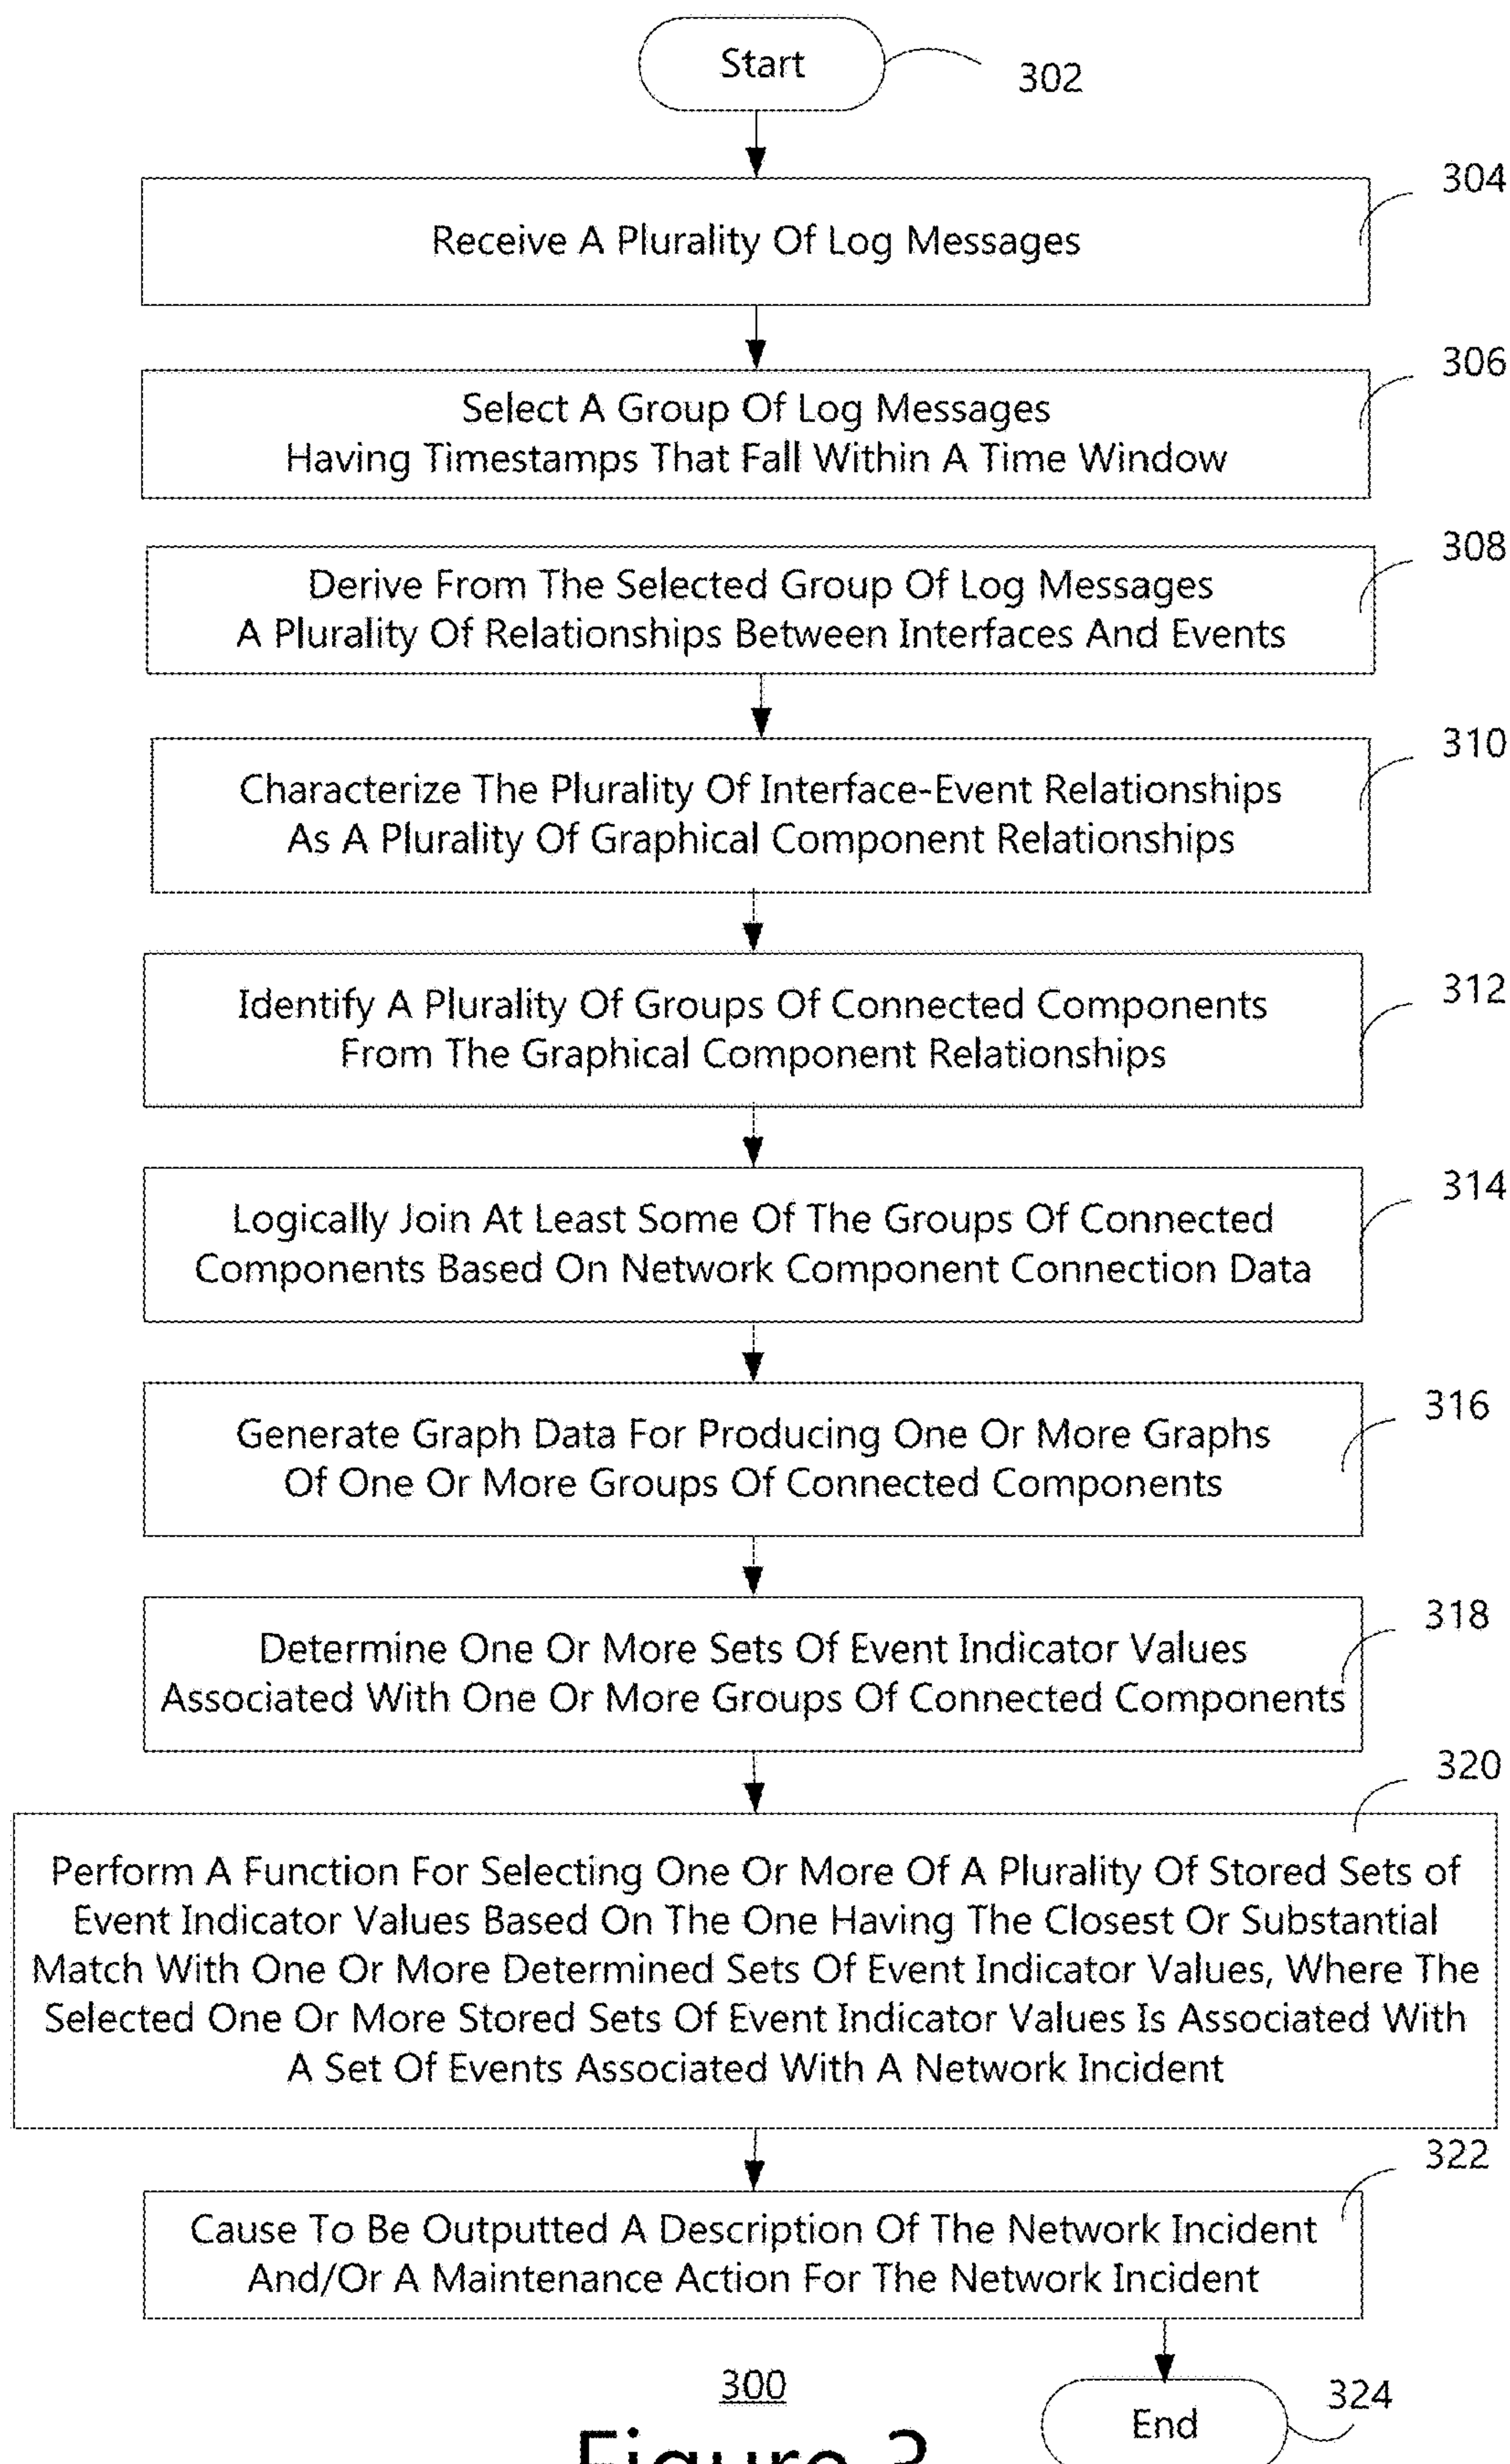 Start
302
304
Receive A Plurality Of Log Messages
306
Select A Group Of Log Messages
Having Timestamps That Fall Within A Time Window
308
Derive From The Selected Group Of Log Messages
A Plurality Of Relationships Between Interfaces And Events
310
Characterize The Plurality Of Interface-Event Relationships
As A Plurality Of Graphical Component Relationships
312
Identify A Plurality Of Groups Of Connected Components
From The Graphical Component Relationships
314
Logically Join At Least Some Of The Groups Of Connected
Components Based On Network Component Connection Data
316
Generate Graph Data For Producing One Or More Graphs
Of One Or More Groups Of Connected Components
318
Determine One Or More Sets Of Event Indicator Values
Associated With One Or More Groups Of Connected Components
320
Perform A Function For Selecting One Or More Of A Plurality Of Stored Sets of
Event Indicator Values Based On The One Having The Closest Or Substantial
Match With One Or More Determined Sets Of Event Indicator Values, Where The
Selected One Or More Stored Sets Of Event Indicator Values Is Associated With
A Set Of Events Associated With A Network Incident
322
Cause To Be Outputted A Description Of The Network Incident
And/Or A Maintenance Action For The Network Incident
300
324
End
Figure 3